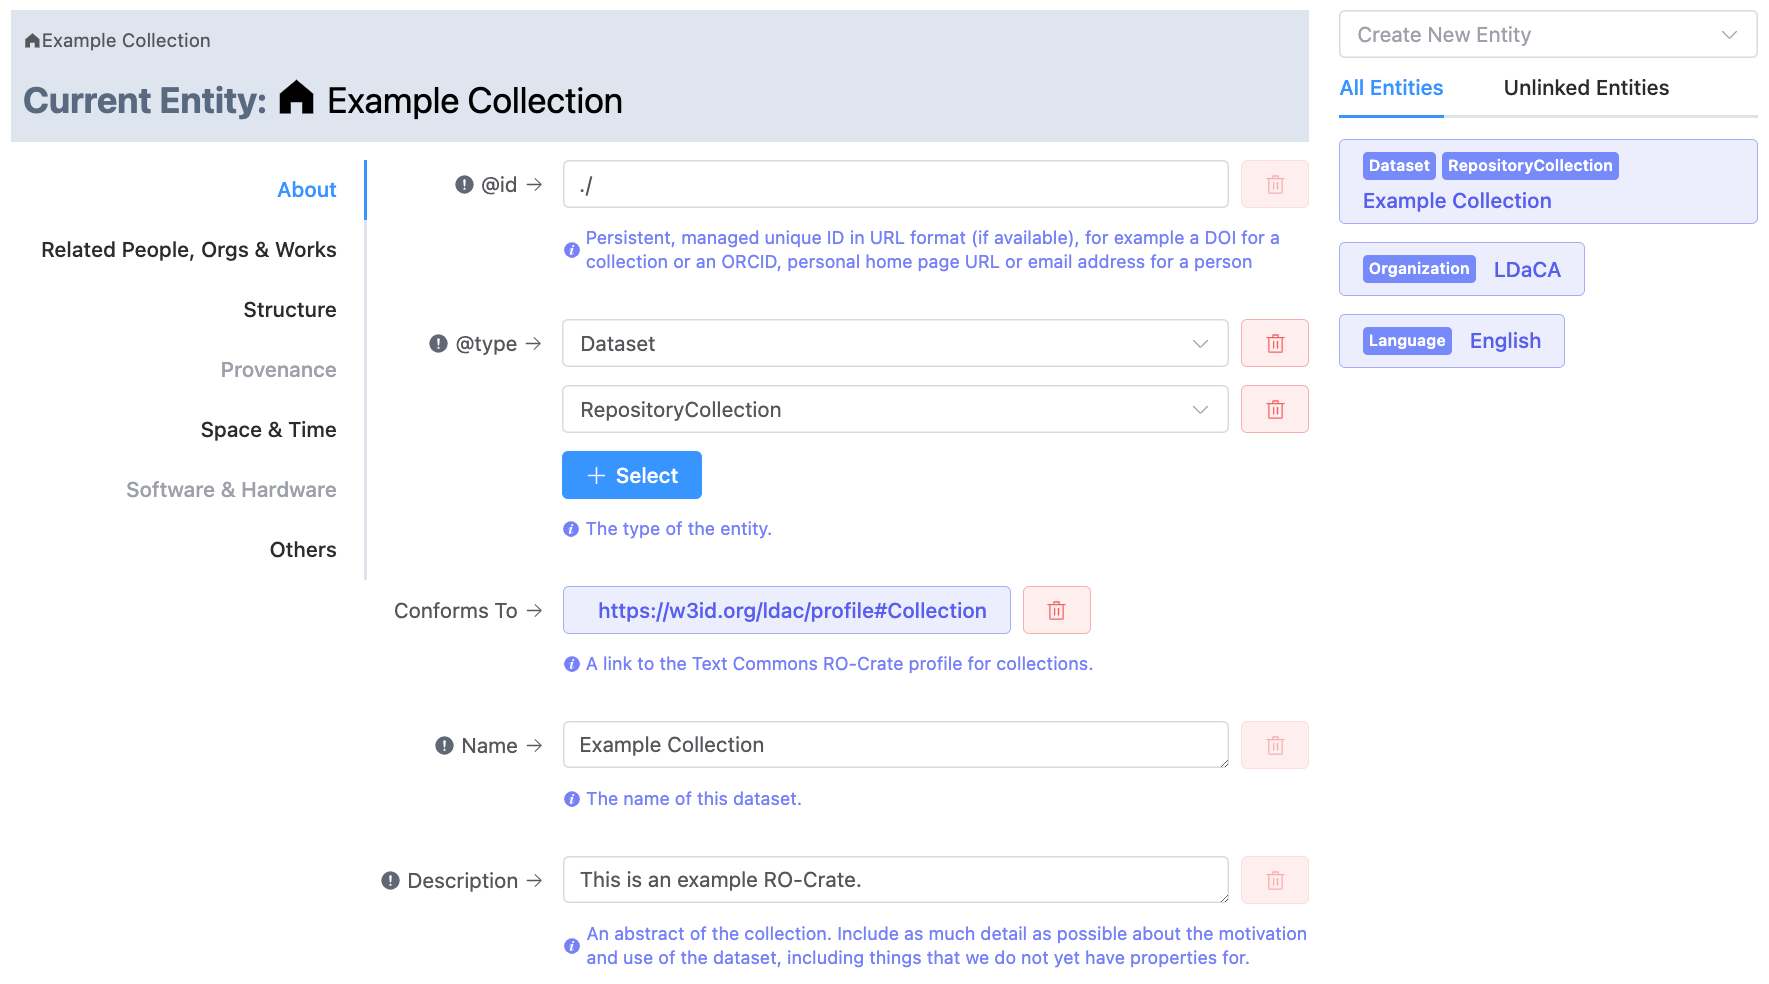 Example Collection
Current Entity: Example Collection
About
Related People, Orgs & Works
Structure
Provenance
Space & Time
Software & Hardware
Others
@id →
./
Persistent, managed unique ID in URL format (if available), for example a DOI for a
collection or an ORCID, personal home page URL or email address for a person
@type →
Dataset
RepositoryCollection
+ Select
The type of the entity.
Conforms To →
https://w3id.org/ldac/profile#Collection
A link to the Text Commons RO-Crate profile for collections.
Name →
Example Collection
The name of this dataset.
Description →
This is an example RO-Crate.
An abstract of the collection. Include as much detail as possible about the motivation
and use of the dataset, including things that we do not yet have properties for.
Create New Entity
All Entities
Unlinked Entities
Dataset RepositoryCollection
Example Collection
Organization LDaCA
Language English